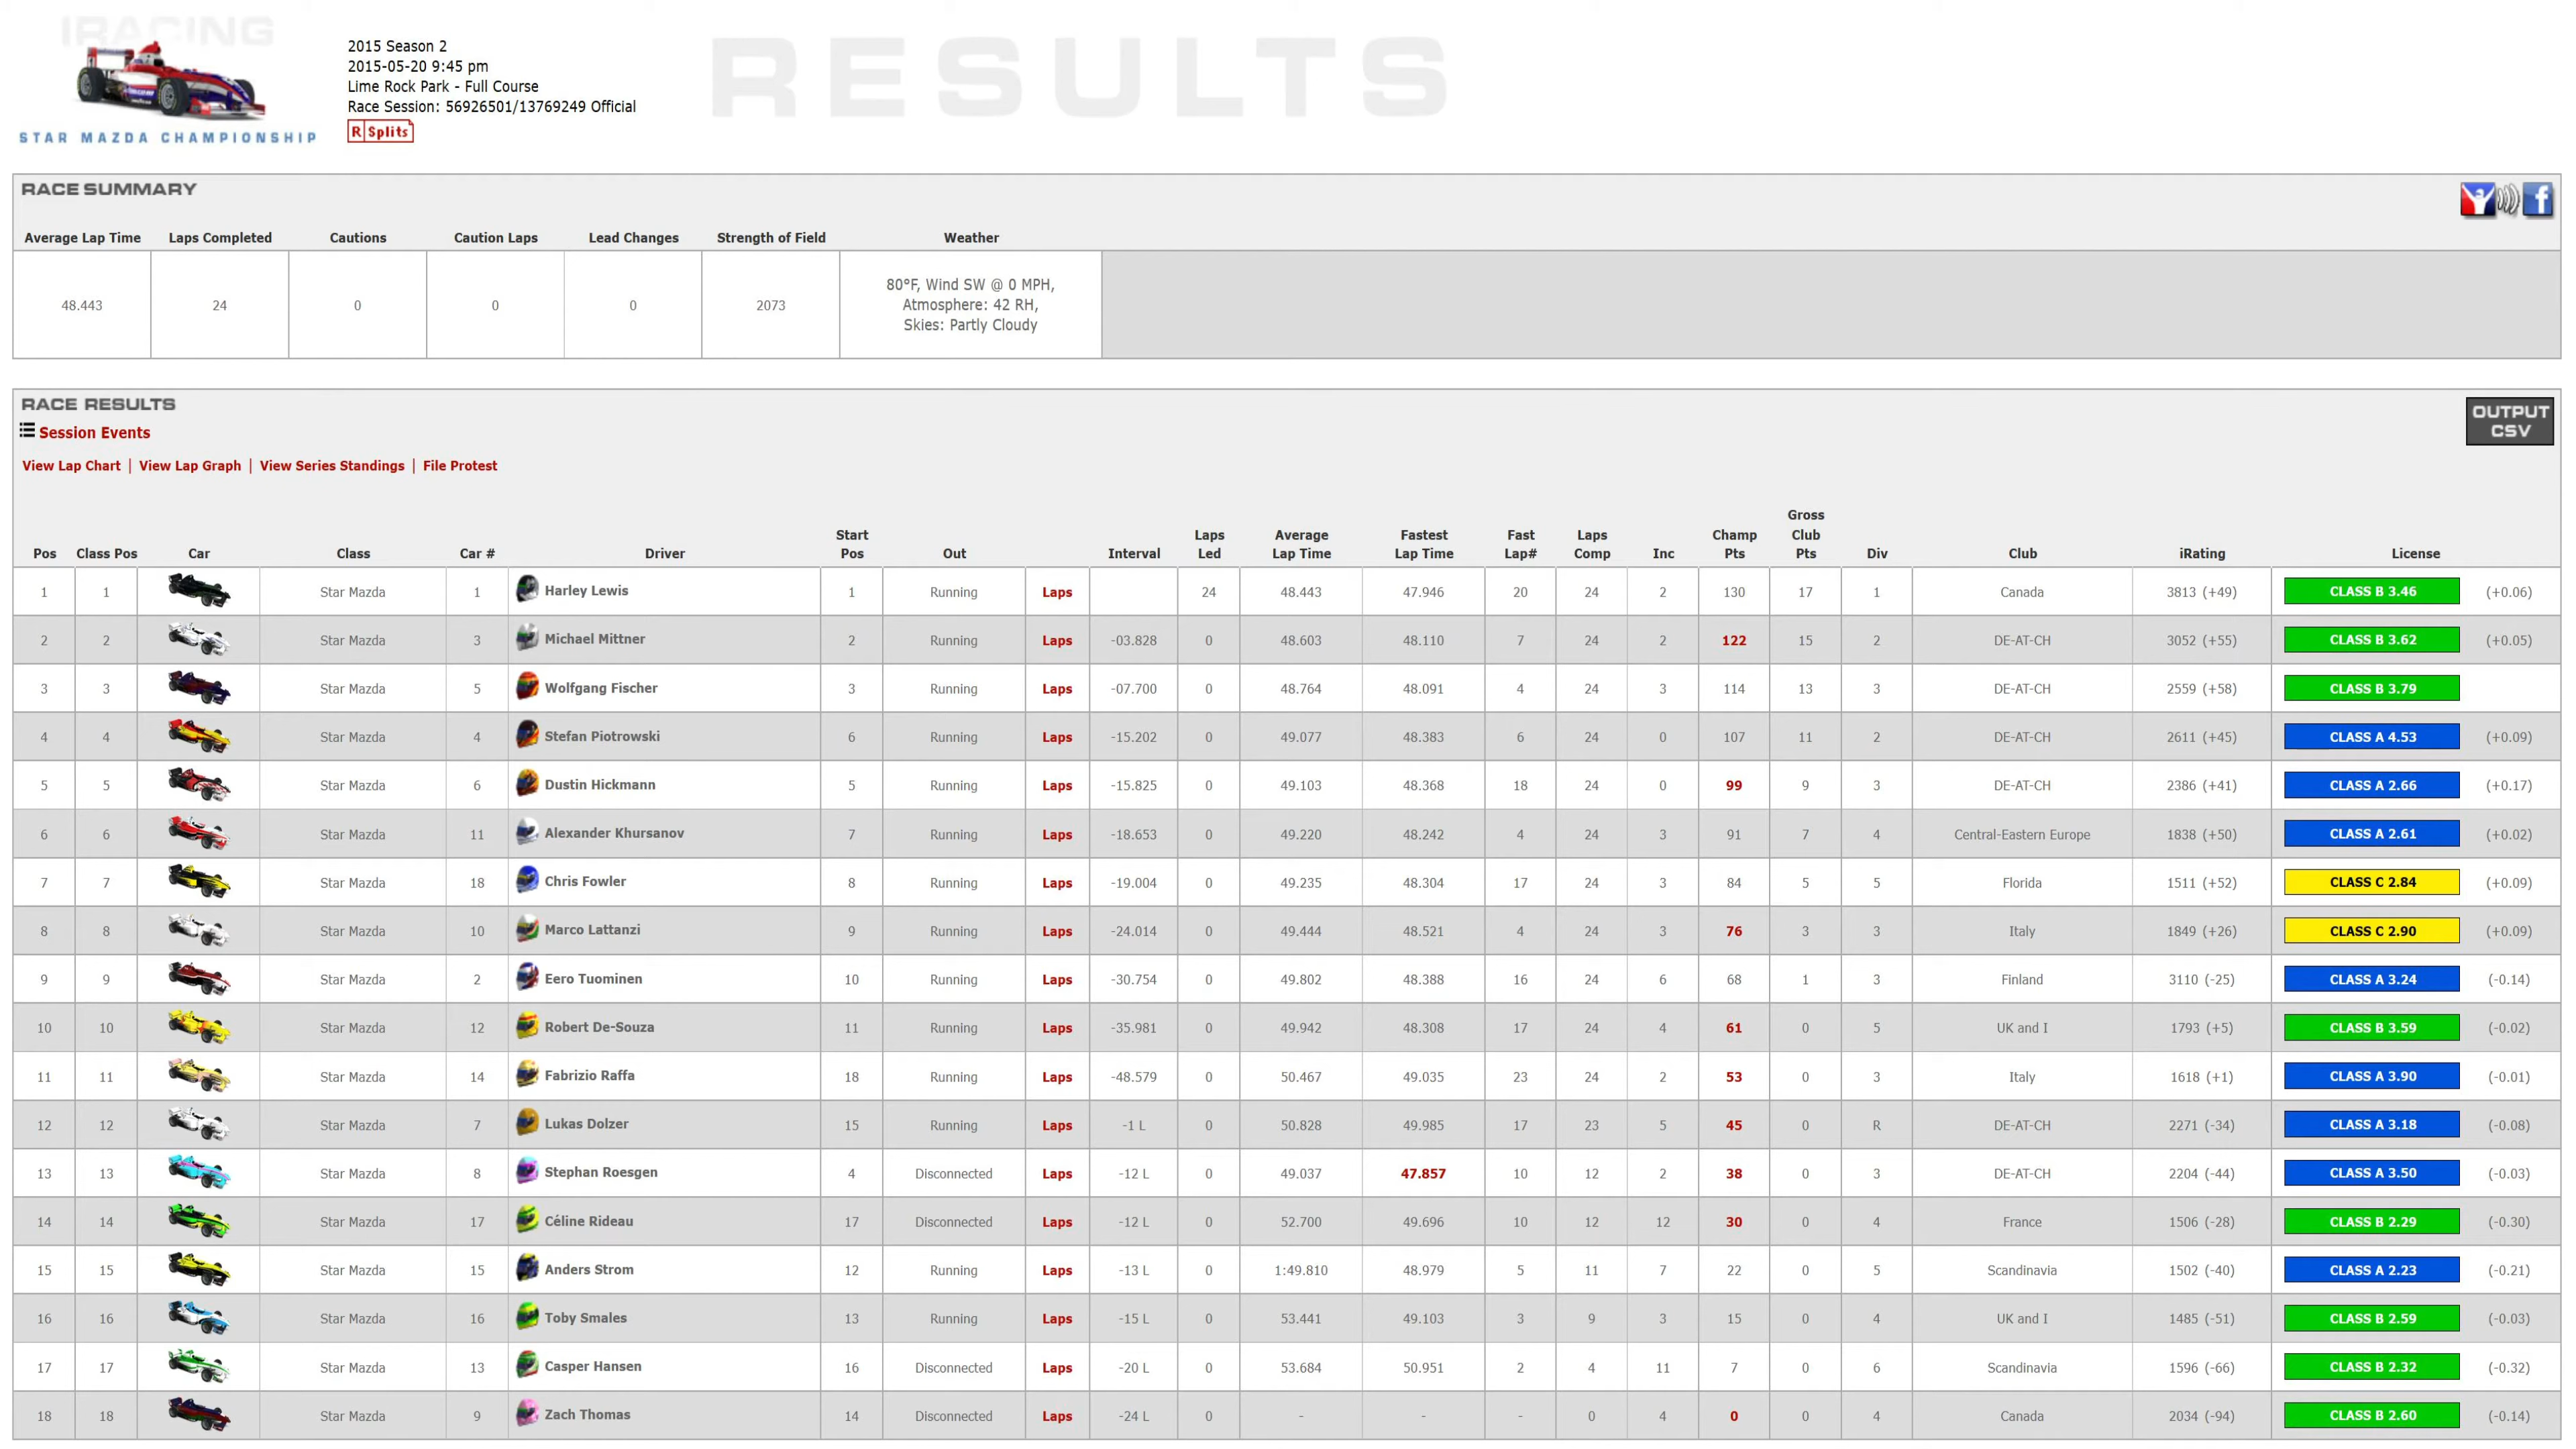 IRACING
STAR MAZDA CHAMPIONSHIP
2015 Season 2
2015-05-20 9:45 pm
Lime Rock Park - Full Course
Race Session: 56926501/13769249 Official
R Splits
RESULTS
RACE SUMMARY
Average Lap Time Laps Completed Cautions Caution Laps Lead Changes Strength of Field Weather
48.443 24 0 0 0 2073 80°F, Wind SW @ 0 MPH,
Atmosphere: 42 RH,
Skies: Partly Cloudy
RACE RESULTS
Session Events
OUTPUT CSV
View Lap Chart | View Lap Graph | View Series Standings | File Protest
Pos Class Pos Car Class Car # Driver Start Pos Out Interval Laps Led Average Lap Time Fastest Lap Time Fast Lap# Laps Comp Inc Champ Pts Gross Club Pts Div Club iRating License
1 1 Star Mazda 1 Harley Lewis 1 Running Laps 24 48.443 47.946 20 24 2 130 17 1 Canada 3813 (+49) CLASS B 3.46 (+0.06)
2 2 Star Mazda 3 Michael Mittner 2 Running Laps -03.828 0 48.603 48.110 7 24 2 122 15 2 DE-AT-CH 3052 (+55) CLASS B 3.62 (+0.05)
3 3 Star Mazda 5 Wolfgang Fischer 3 Running Laps -07.700 0 48.764 48.091 4 24 3 114 13 3 DE-AT-CH 2559 (+58) CLASS B 3.79
4 4 Star Mazda 4 Stefan Piotrowski 6 Running Laps -15.202 0 49.077 48.383 6 24 0 107 11 2 DE-AT-CH 2611 (+45) CLASS A 4.53 (+0.09)
5 5 Star Mazda 6 Dustin Hickmann 5 Running Laps -15.825 0 49.103 48.368 18 24 0 99 9 3 DE-AT-CH 2386 (+41) CLASS A 2.66 (+0.17)
6 6 Star Mazda 11 Alexander Khursanov 7 Running Laps -18.653 0 49.220 48.242 4 24 3 91 7 4 Central-Eastern Europe 1838 (+50) CLASS A 2.61 (+0.02)
7 7 Star Mazda 18 Chris Fowler 8 Running Laps -19.004 0 49.235 48.304 17 24 3 84 5 5 Florida 1511 (+52) CLASS C 2.84 (+0.09)
8 8 Star Mazda 10 Marco Lattanzi 9 Running Laps -24.014 0 49.444 48.521 4 24 3 76 3 3 Italy 1849 (+26) CLASS C 2.90 (+0.09)
9 9 Star Mazda 2 Eero Tuominen 10 Running Laps -30.754 0 49.802 48.388 16 24 6 68 1 3 Finland 3110 (-25) CLASS A 3.24 (-0.14)
10 10 Star Mazda 12 Robert De-Souza 11 Running Laps -35.981 0 49.942 48.308 17 24 4 61 0 5 UK and I 1793 (+5) CLASS B 3.59 (-0.02)
11 11 Star Mazda 14 Fabrizio Raffa 18 Running Laps -48.579 0 50.467 49.035 23 24 2 53 0 3 Italy 1618 (+1) CLASS A 3.90 (-0.01)
12 12 Star Mazda 7 Lukas Dolzer 15 Running Laps -1 L 0 50.828 49.985 17 23 5 45 0 R DE-AT-CH 2271 (-34) CLASS A 3.18 (-0.08)
13 13 Star Mazda 8 Stephan Roesgen 4 Disconnected Laps -12 L 0 49.037 47.857 10 12 2 38 0 3 DE-AT-CH 2204 (-44) CLASS A 3.50 (-0.03)
14 14 Star Mazda 17 Céline Rideau 17 Disconnected Laps -12 L 0 52.700 49.696 10 12 12 30 0 4 France 1506 (-28) CLASS B 2.29 (-0.30)
15 15 Star Mazda 15 Anders Strom 12 Running Laps -13 L 0 1:49.810 48.979 5 11 7 22 0 5 Scandinavia 1502 (-40) CLASS A 2.23 (-0.21)
16 16 Star Mazda 16 Toby Smales 13 Running Laps -15 L 0 53.441 49.103 3 9 3 15 0 4 UK and I 1485 (-51) CLASS B 2.59 (-0.03)
17 17 Star Mazda 13 Casper Hansen 16 Disconnected Laps -20 L 0 53.684 50.951 2 4 11 7 0 6 Scandinavia 1596 (-66) CLASS B 2.32 (-0.32)
18 18 Star Mazda 9 Zach Thomas 14 Disconnected Laps -24 L 0 - - - 0 4 0 0 4 Canada 2034 (-94) CLASS B 2.60 (-0.14)